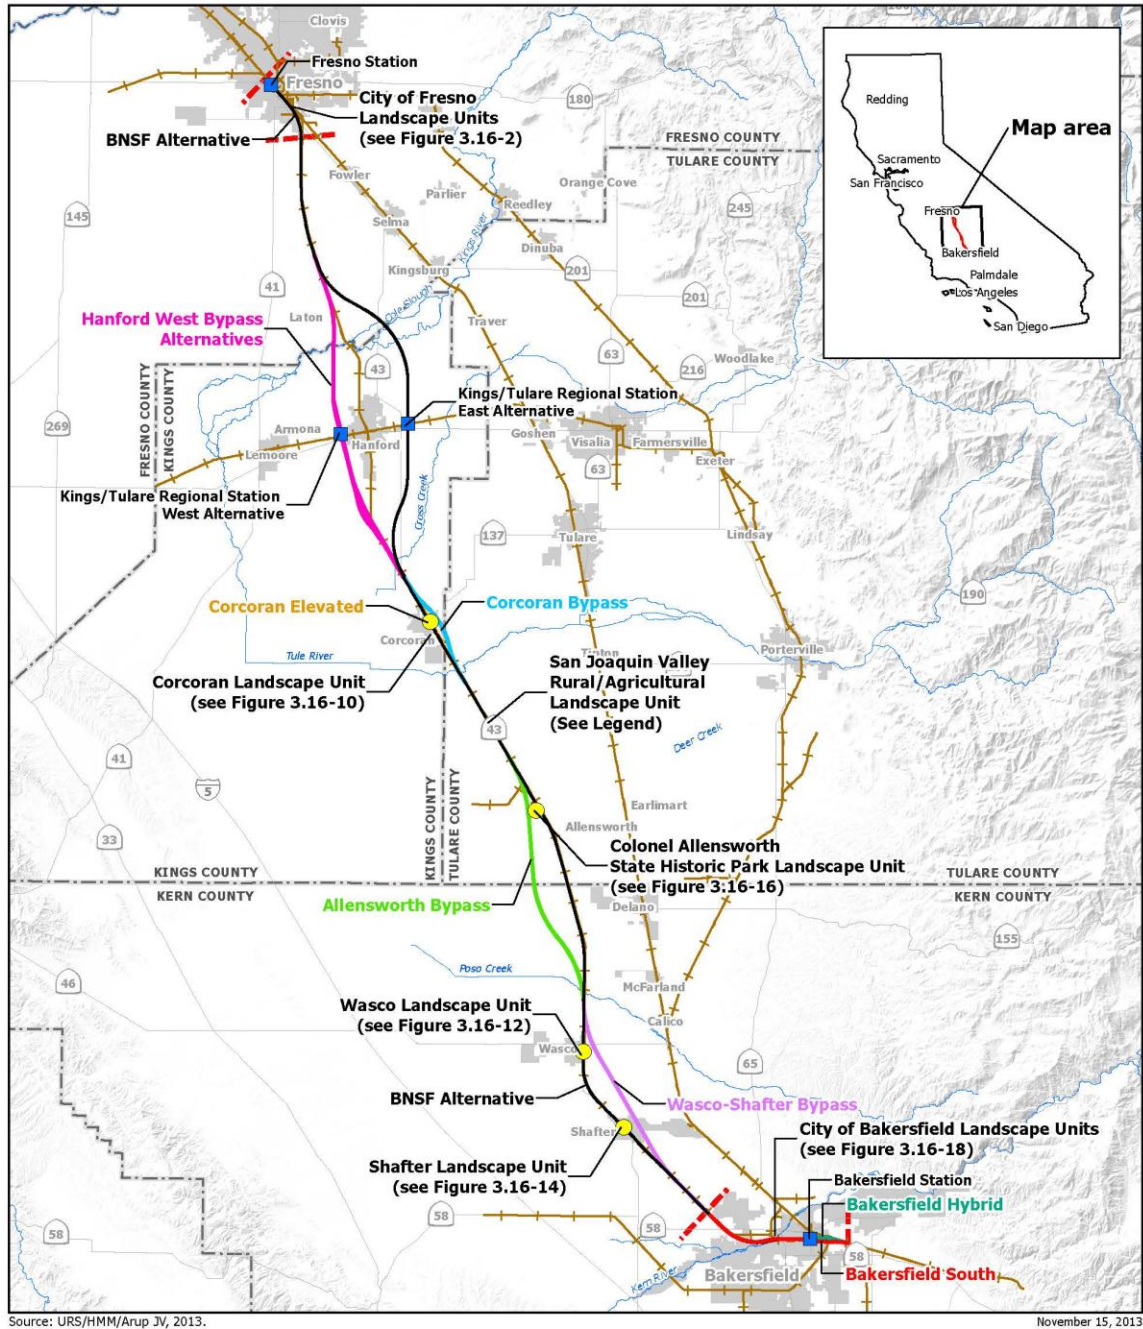 Clovis
Fresno Station
Fresno
City of Fresno
Landscape Units
(see Figure 3.16-2)
BNSF Alternative
180
FRESNO COUNTY
TULARE COUNTY
Fowler
Parlier
Orange Cove
Reedley
145
Selma
Kings River
245
Dinuba
Kingsburg
201
41
Cole Slough
201
Laton
Traver
Hanford West Bypass
Alternatives
63
Woodlake
216
43
FRESNO COUNTY
KINGS COUNTY
Kings/Tulare Regional Station
East Alternative
269
Armona
Hanford
Lemoore
Goshen
Visalia
Farmersville
63
Exeter
Kings/Tulare Regional Station
West Alternative
Cross Creek
137
Tulare
Lindsay
Corcoran Elevated
Corcoran Bypass
190
Corcoran
Tule River
Tipton
Porterville
Corcoran Landscape Unit
(see Figure 3.16-10)
San Joaquin Valley
Rural/Agricultural
Landscape Unit
(See Legend)
43
Deer Creek
41
5
KINGS COUNTY
TULARE COUNTY
Earlimart
33
Allensworth
Colonel Allensworth
State Historic Park Landscape Unit
(see Figure 3.16-16)
KINGS COUNTY
KERN COUNTY
TULARE COUNTY
KERN COUNTY
Allensworth Bypass
Delano
155
Poso Creek
46
McFarland
Wasco Landscape Unit
(see Figure 3.16-12)
Calico
Wasco
65
BNSF Alternative
Wasco-Shafter Bypass
Shafter
City of Bakersfield Landscape Units
(see Figure 3.16-18)
Shafter Landscape Unit
(see Figure 3.16-14)
Bakersfield Station
Bakersfield Hybrid
58
58
58
58
Kern River
Bakersfield
Bakersfield South
Redding
Map area
Sacramento
San Francisco
Fresno
Bakersfield
Palmdale
Los Angeles
San Diego
Source: URS/HMM/Arup JV, 2013.
November 15, 2013